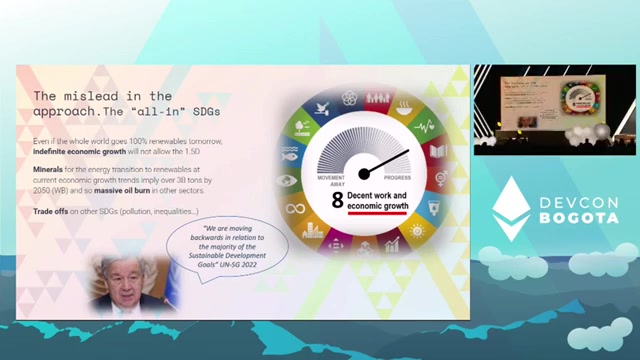 The mislead in the
approach.The “all-in” SDGs
Even if the whole world goes 100% renewables tomorrow,
indefinite economic growth will not allow the 1.5D
Minerals for the energy transition to renewables at
current economic growth trends imply over 3B tons by
2050 (WB) and so massive oil burn in other sectors.
Trade offs on other SDGs (pollution, inequalities...)
“We are moving
backwards in relation to
the majority of the
Sustainable Development
Goals” UN-SG 2022
MOVEMENT
AWAY
PROGRESS
8 Decent work and
economic growth
DEVCON
BOGOTA